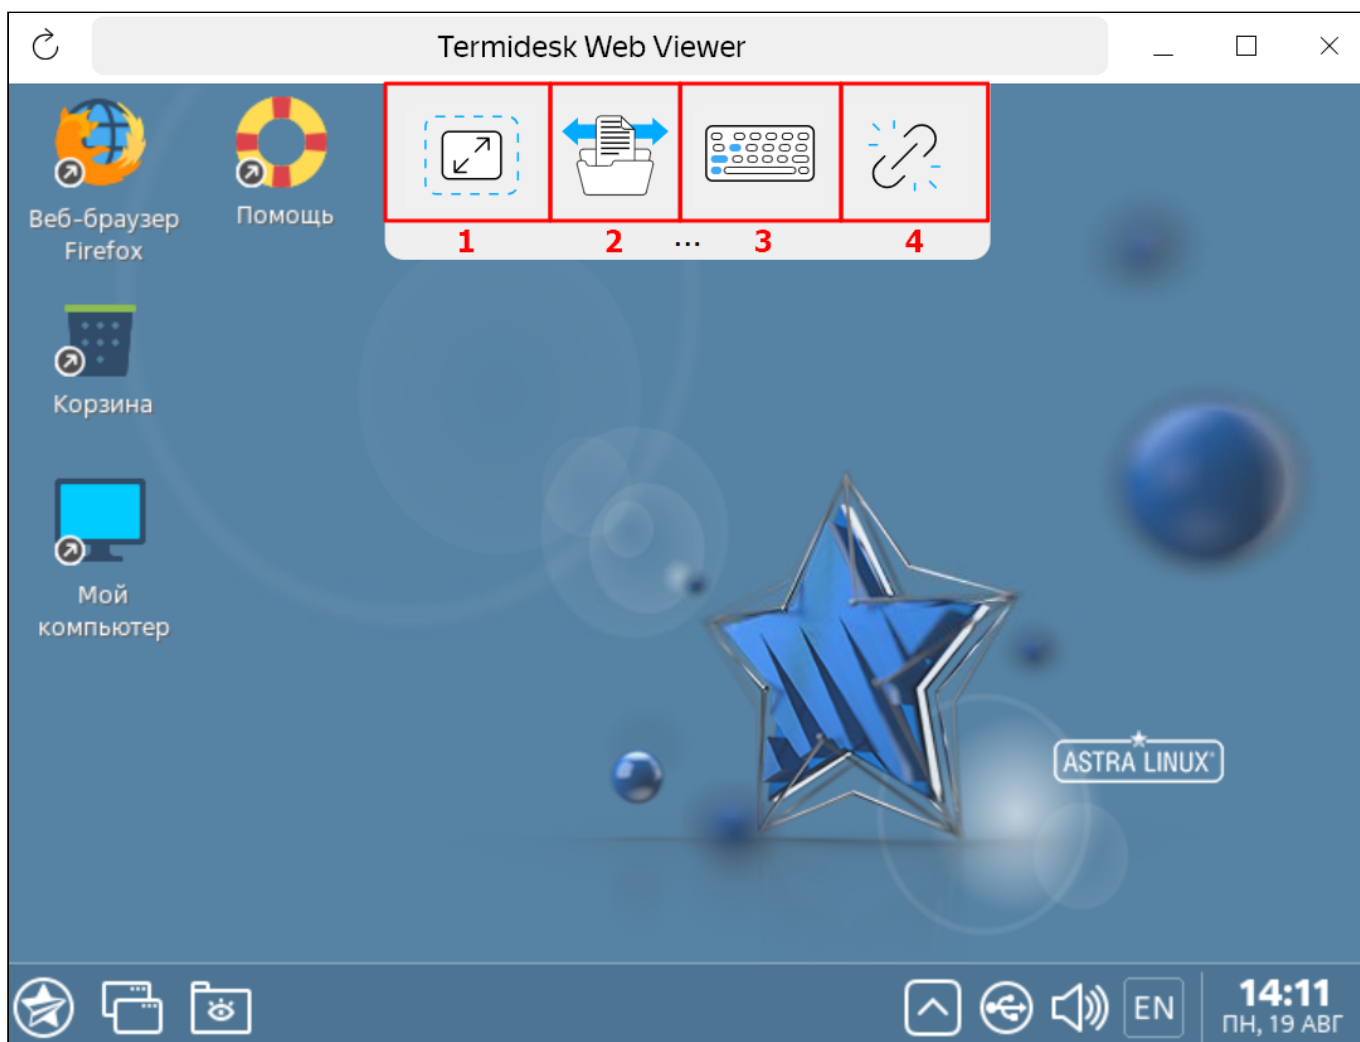 Termidesk Web Viewer
Веб-браузер
Firefox
Помощь
1
2
...
3
4
Корзина
Мой
компьютер
ASTRA LINUX
EN
14:11
ПН, 19 АВГ